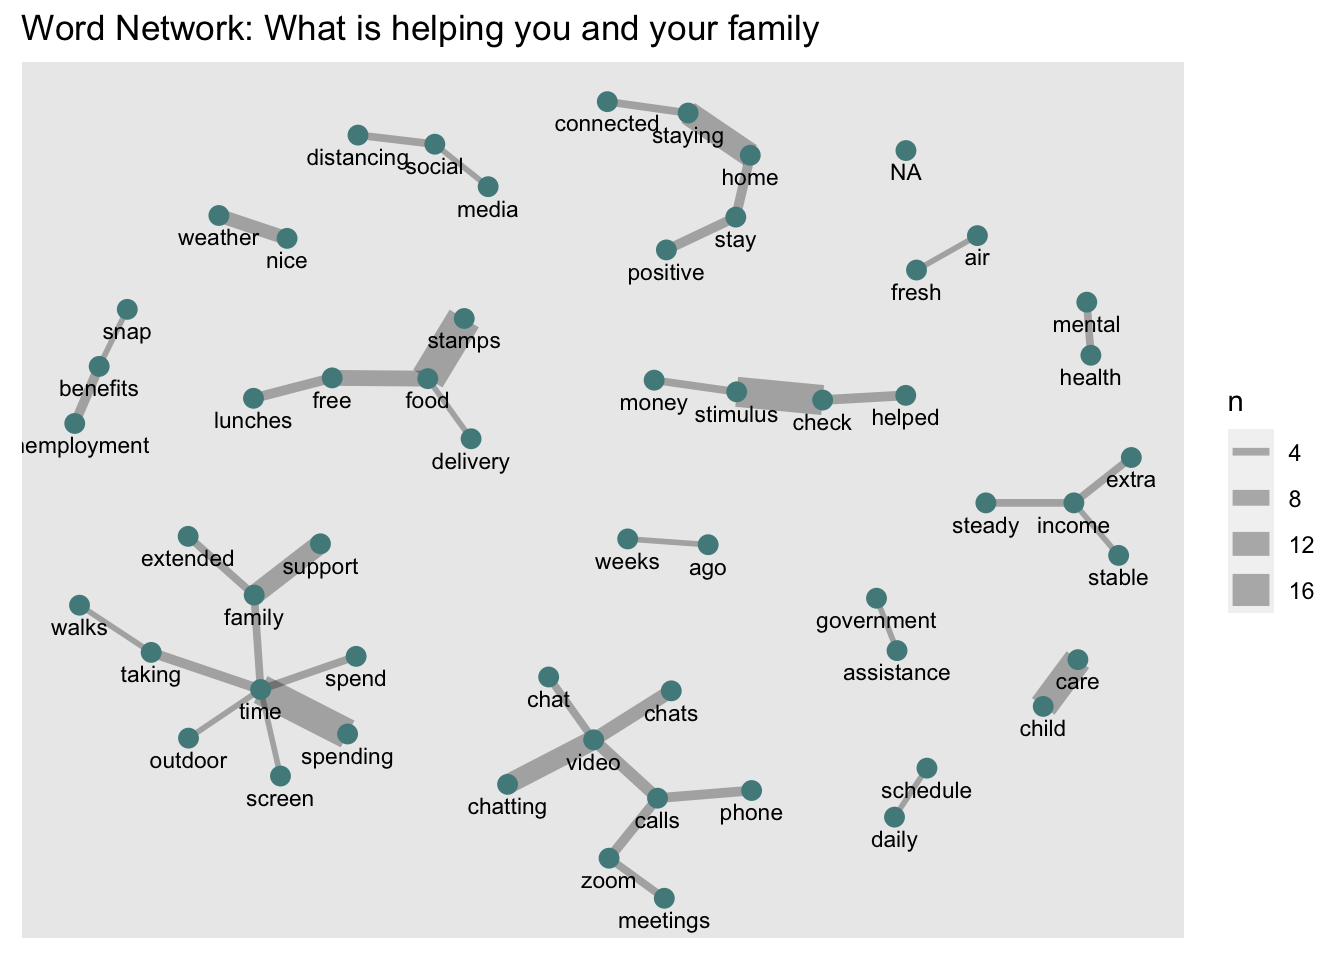 Word Network: What is helping you and your family
connected
staying
distancing
social
home
NA
media
weather
stay
nice
air
positive
fresh
snap
mental
stamps
health
benefits
free
food
money
stimulus
check
helped
lunches
nemployment
delivery
extra
steady
income
extended
support
weeks
ago
stable
family
walks
government
taking
spend
assistance
care
chat
time
chats
child
outdoor
spending
video
screen
chatting
calls
phone
schedule
daily
zoom
meetings
n
4
8
12
16